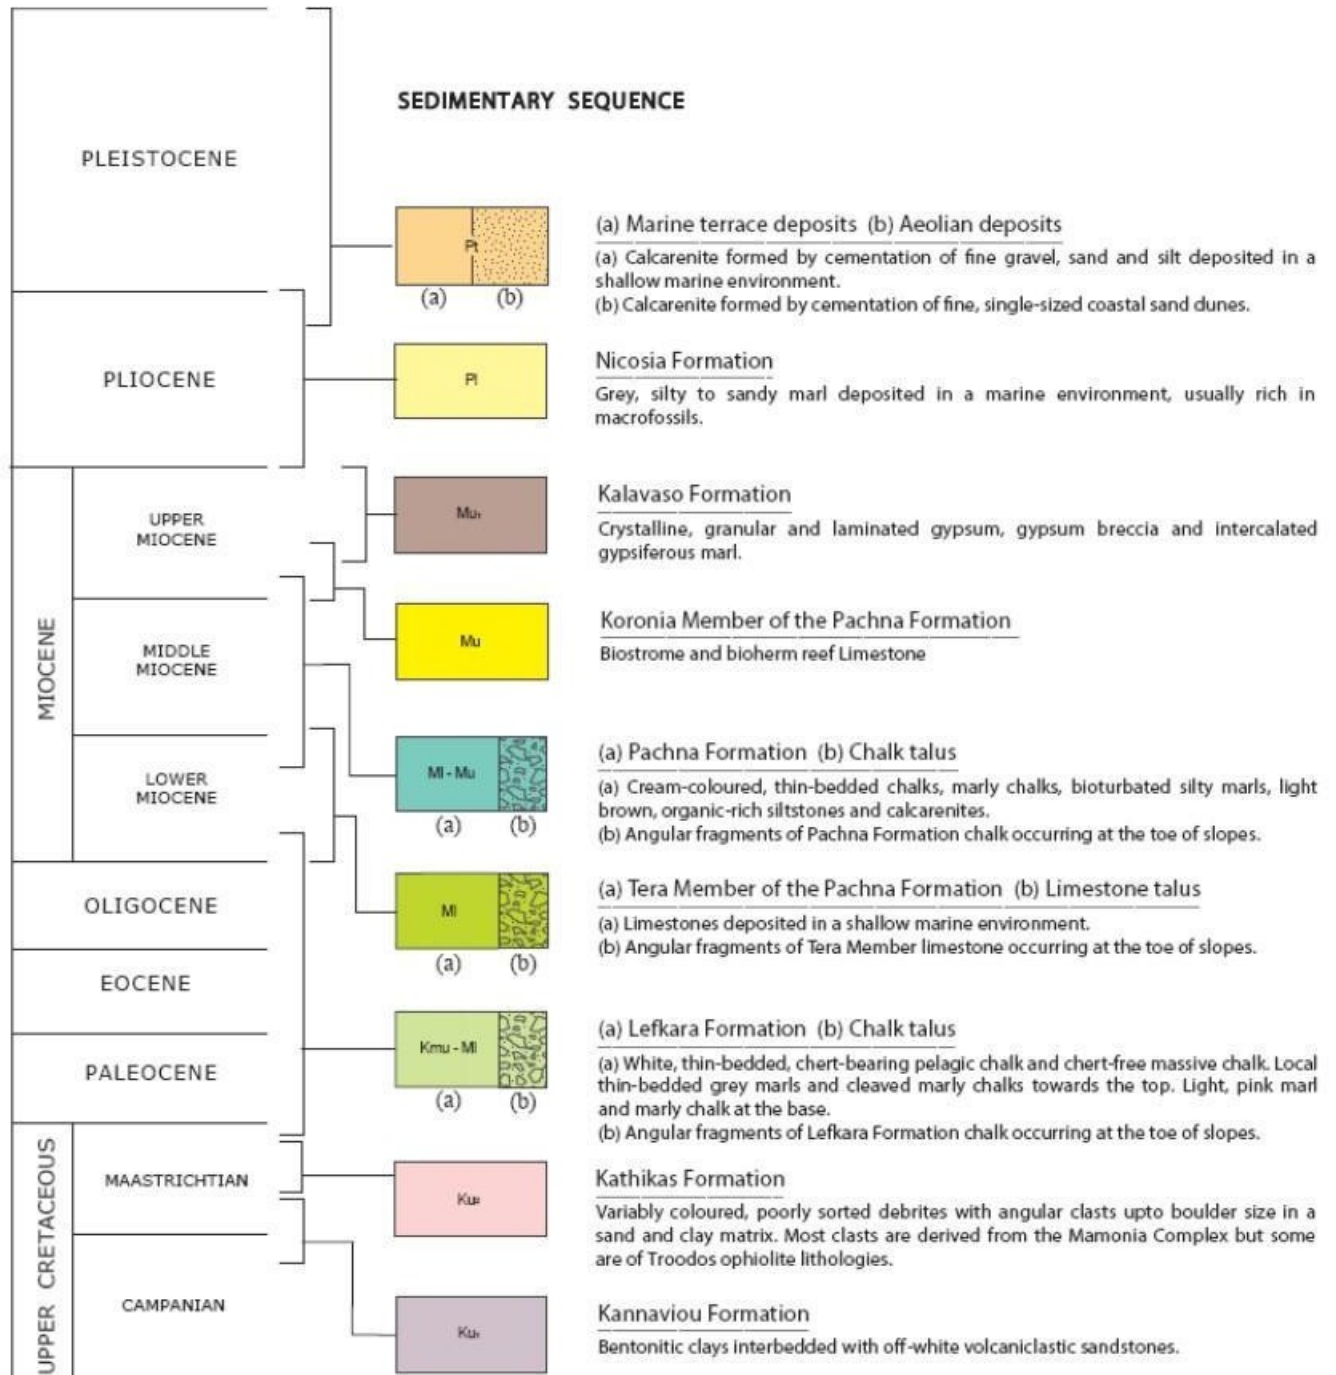 SEDIMENTARY SEQUENCE
PLEISTOCENE
Pt
(a) (b)
(a) Marine terrace deposits (b) Aeolian deposits
(a) Calcarenite formed by cementation of fine gravel, sand and silt deposited in a
shallow marine environment.
(b) Calcarenite formed by cementation of fine, single-sized coastal sand dunes.
PLIOCENE
Pl
Nicosia Formation
Grey, silty to sandy marl deposited in a marine environment, usually rich in
macrofossils.
MIOCENE
UPPER
MIOCENE
Mu₁
Kalavaso Formation
Crystalline, granular and laminated gypsum, gypsum breccia and intercalated
gypsiferous marl.
Mu
Koronia Member of the Pachna Formation
Biostrome and bioherm reef Limestone
MIDDLE
MIOCENE
Ml - Mu
(a) (b)
(a) Pachna Formation (b) Chalk talus
(a) Cream-coloured, thin-bedded chalks, marly chalks, bioturbated silty marls, light
brown, organic-rich siltstones and calcarenites.
(b) Angular fragments of Pachna Formation chalk occurring at the toe of slopes.
LOWER
MIOCENE
Ml
(a) (b)
(a) Tera Member of the Pachna Formation (b) Limestone talus
(a) Limestones deposited in a shallow marine environment.
(b) Angular fragments of Tera Member limestone occurring at the toe of slopes.
OLIGOCENE
EOCENE
PALEOCENE
Kmu - Ml
(a) (b)
(a) Lefkara Formation (b) Chalk talus
(a) White, thin-bedded, chert-bearing pelagic chalk and chert-free massive chalk. Local
thin-bedded grey marls and cleaved marly chalks towards the top. Light, pink marl
and marly chalk at the base.
(b) Angular fragments of Lefkara Formation chalk occurring at the toe of slopes.
UPPER CRETACEOUS
MAASTRICHTIAN
Ku₂
Kathikas Formation
Variably coloured, poorly sorted debrites with angular clasts upto boulder size in a
sand and clay matrix. Most clasts are derived from the Mamonia Complex but some
are of Troodos ophiolite lithologies.
CAMPANIAN
Ku₁
Kannaviou Formation
Bentonitic clays interbedded with off-white volcaniclastic sandstones.